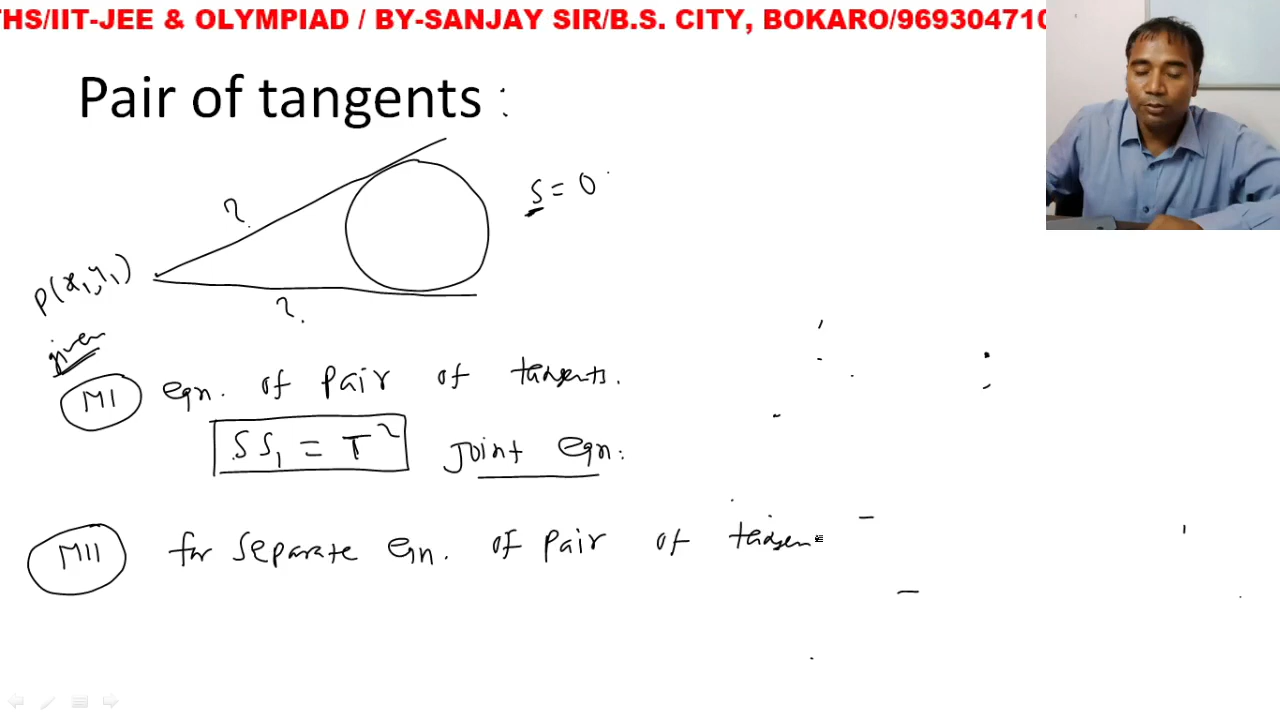 THS/IIT-JEE & OLYMPIAD / BY-SANJAY SIR/B.S. CITY, BOKARO/969304710
Pair of tangents :
S = 0
?
P(x₁,y₁)
?
given
MI eqn. of pair of tangents.
SS₁ = T² Joint eqn.
MII for separate eqn. of pair of tangen